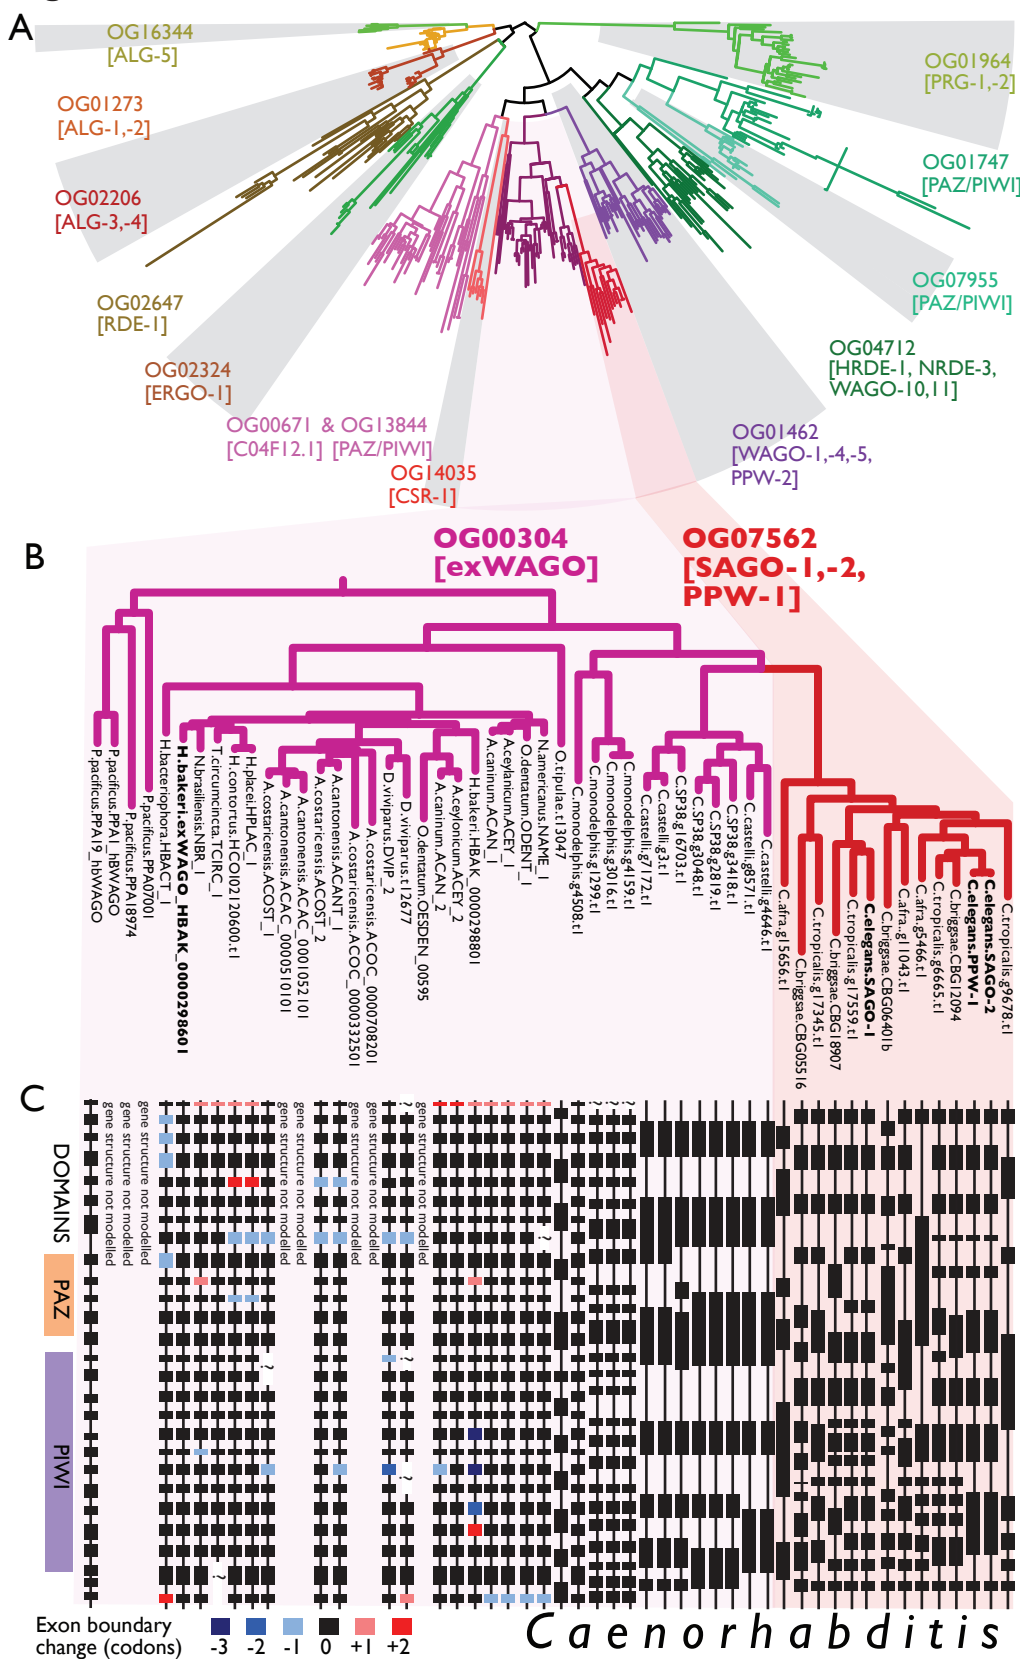 A
OG16344
[ALG-5]
OG01273
[ALG-1,-2]
OG02206
[ALG-3,-4]
OG02647
[RDE-1]
OG02324
[ERGO-1]
OG00671 & OG13844
[C04F12.1] [PAZ/PIWI]
OG14035
[CSR-1]
OG01964
[PRG-1,-2]
OG01747
[PAZ/PIWI]
OG07955
[PAZ/PIWI]
OG04712
[HRDE-1, NRDE-3,
WAGO-10,11]
OG01462
[WAGO-1,-4,-5,
PPW-2]
B
OG00304
[exWAGO]
OG07562
[SAGO-1,-2,
PPW-1]
P.pacificus.PPA19_hbWAGO
P.pacificus.PPA1_hBWAGO
P.pacificus.PPA18974
P.pacificus.PPA07001
H.bacteriophora.HBACT_1
H.bakeri.exWAGO_HBAK_0000298601
N.brasiliensis.NBR_1
T.circumcincta.TCIRC_1
H.contortus.HCOI02120600.t1
H.placei.HPLAC_1
A.costaricensis.ACOST_1
A.cantonensis.ACAC_0000510101
A.cantonensis.ACAC_0001052101
A.costaricensis.ACOST_2
A.cantonensis.ACANT_1
A.costaricensis.ACOC_0000332501
A.costaricensis.ACOC_0000708201
D.viviparus.DVIP_2
D.viviparus.t12677
O.dentatum.OESDEN_00595
A.caninum.ACAN_2
A.ceylonicum.ACEY_2
H.bakeri.HBAK_0000298801
A.caninum.ACAN_1
A.ceylanicum.ACEY_1
O.dentatum.ODENT_1
N.americanus.NAME_1
O.tipulae.t13047
C.monodelphis.g4508.t1
C.monodelphis.g1299.t1
C.monodelphis.g3016.t1
C.monodelphis.g4159.t1
C.castelli.g7172.t1
C.castelli.g3.t1
C.SP38.g16703.t1
C.SP38.g3048.t1
C.SP38.g2819.t1
C.SP38.g3418.t1
C.castelli.g8571.t1
C.castelli.g4646.t1
C.afra.g15656.t1
C.briggsae.CBG05516
C.tropicalis.g17345.t1
C.briggsae.CBG18907
C.tropicalis.g17559.t1
C.elegans.SAGO-1
C.briggsae.CBG06401b
C.afra.g11043.t1
C.afra.g5466.t1
C.tropicalis.g6665.t1
C.briggsae.CBG12094
C.elegans.PPW-1
C.elegans.SAGO-2
C.tropicalis.g9678.t1
C
DOMAINS
PAZ
PIWI
gene structure not modelled
gene structure not modelled
gene structure not modelled
gene structure not modelled
gene structure not modelled
gene structure not modelled
gene structure not modelled
gene structure not modelled
?
?
?
?
?
?
?
?
?
Exon boundary
change (codons)
-3
-2
-1
0
+1
+2
Caenorhabditis